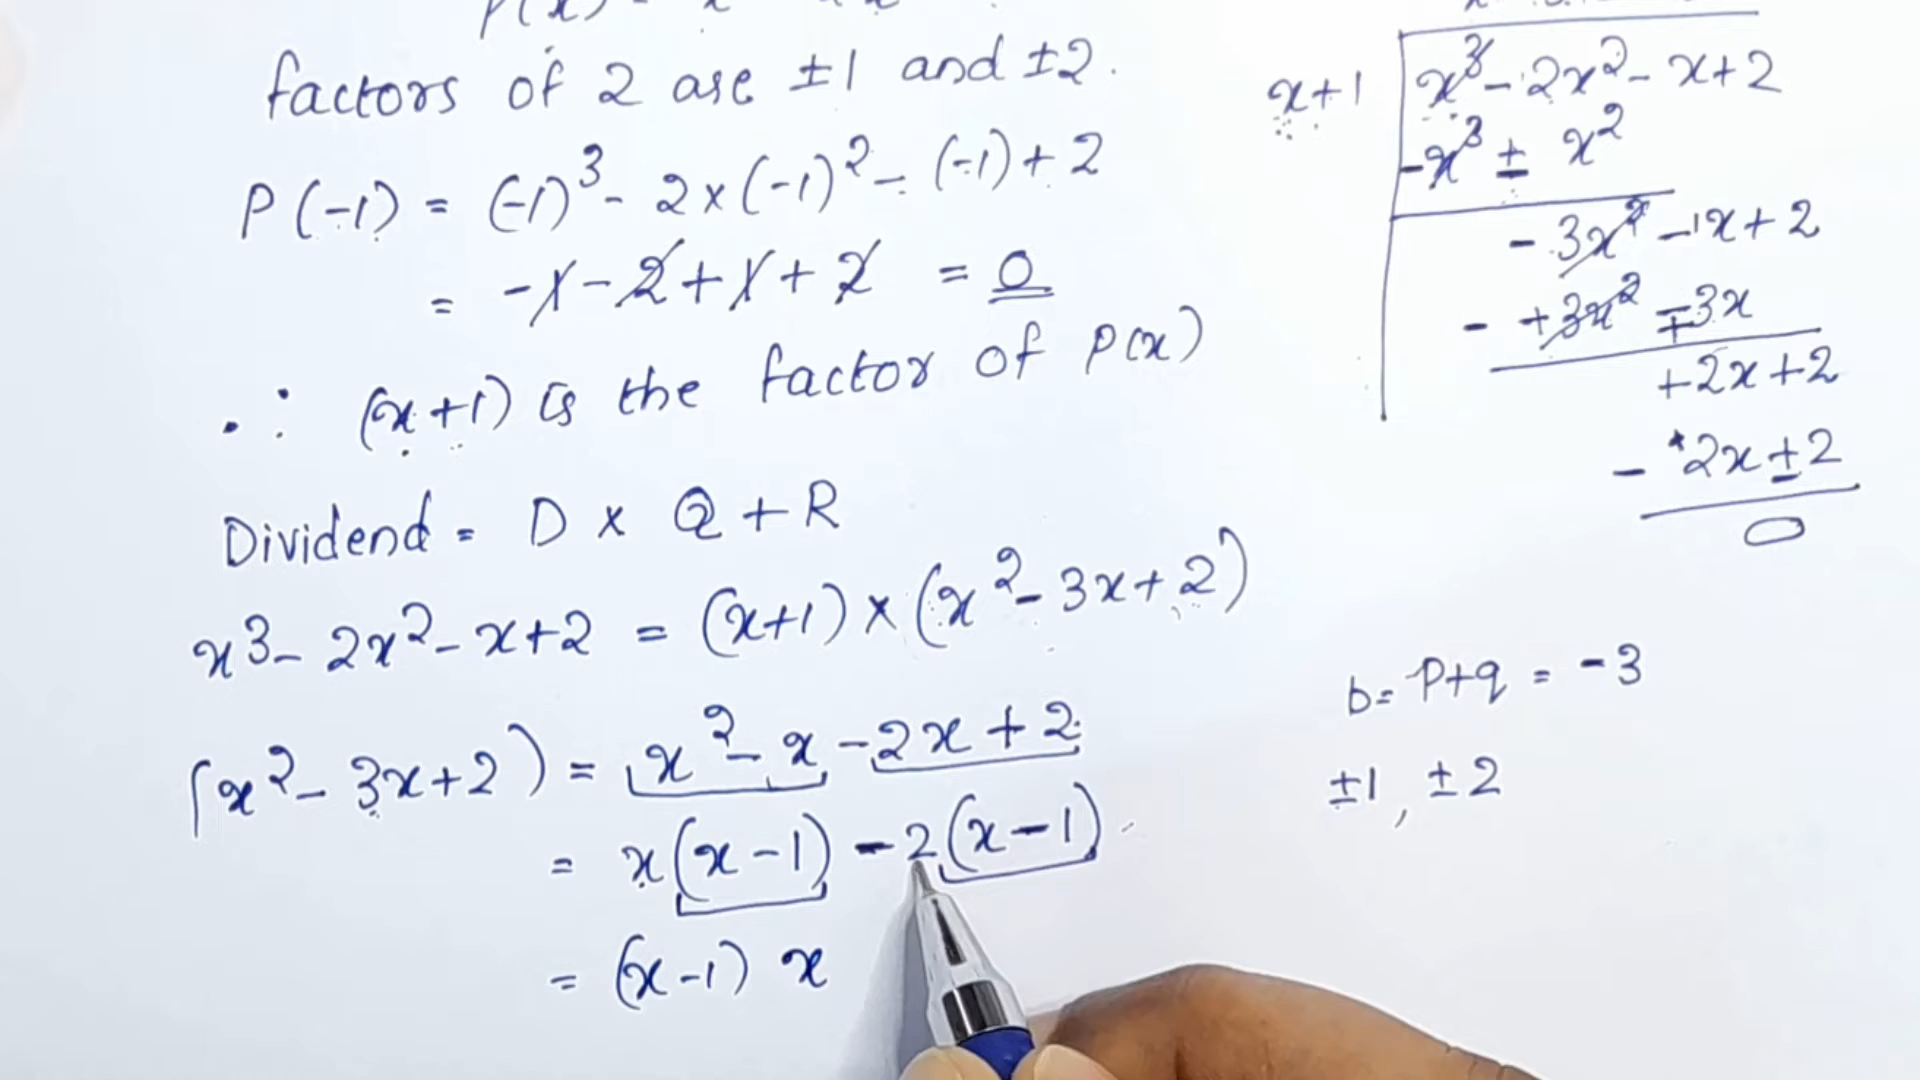 factors of 2 are ±1 and ±2.
P(-1) = (-1)³ - 2×(-1)² - (-1) + 2
= -1 - 2 + 1 + 2 = 0
∴ (x+1) is the factor of P(x)
Dividend = D × Q + R
x³ - 2x² - x + 2 = (x+1) × (x² - 3x + 2)
(x² - 3x + 2) = x² - x - 2x + 2
= x(x-1) - 2(x-1)
= (x-1) x
x+1 x³ - 2x² - x + 2
-x³ ± x²
- 3x² - 1x + 2
- +3x² ∓ 3x
+2x + 2
- +2x ± 2
0
b = P+q = -3
±1, ±2